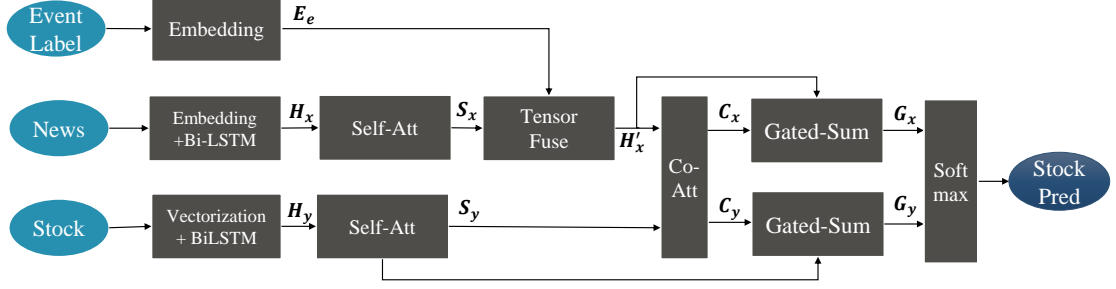 Event
Label
Embedding
E_e
News
Embedding
+Bi-LSTM
H_x
Self-Att
S_x
Tensor
Fuse
H'_x
Co-
Att
C_x
Gated-Sum
G_x
Soft
max
Stock
Pred
Stock
Vectorization
+ BiLSTM
H_y
Self-Att
S_y
C_y
Gated-Sum
G_y